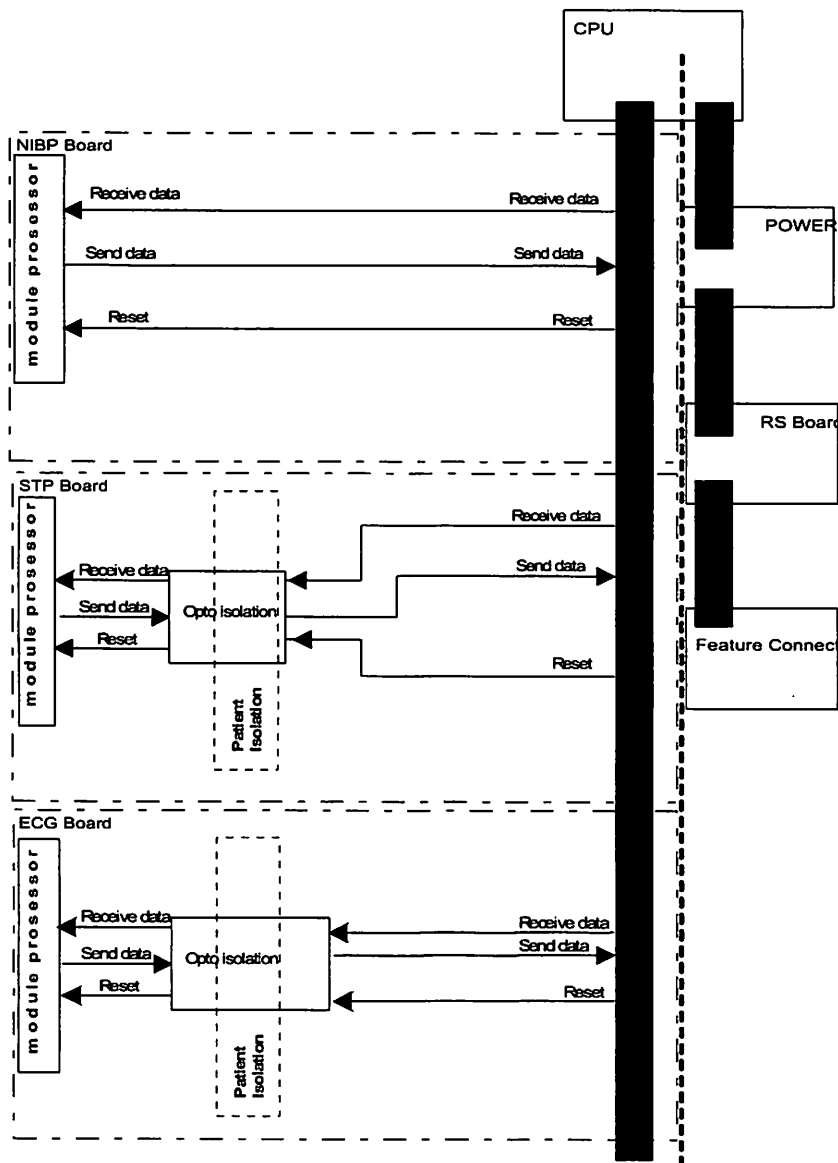 CPU
NIBP Board
module prosessor
Receive data
Receive data
Send data
Send data
Reset
Reset
POWER
RS Board
STP Board
module prosessor
Receive data
Send data
Reset
Opto isolation
Patient
Isolation
Receive data
Send data
Reset
Feature Connect
ECG Board
module prosessor
Receive data
Send data
Reset
Opto isolation
Patient
Isolation
Receive data
Send data
Reset